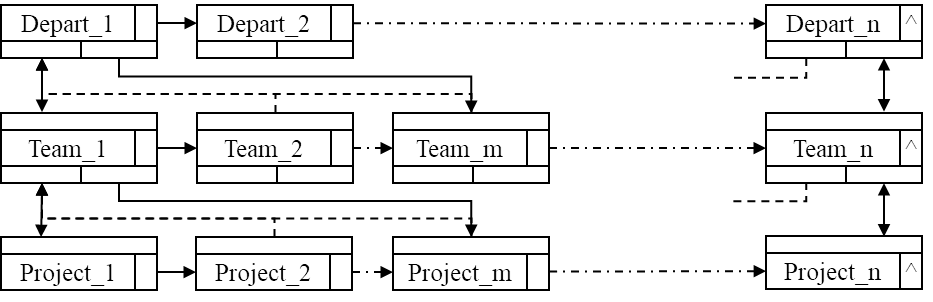 Depart_1 Depart_2 Depart_n ^
Team_1 Team_2 Team_m Team_n ^
Project_1 Project_2 Project_m Project_n ^